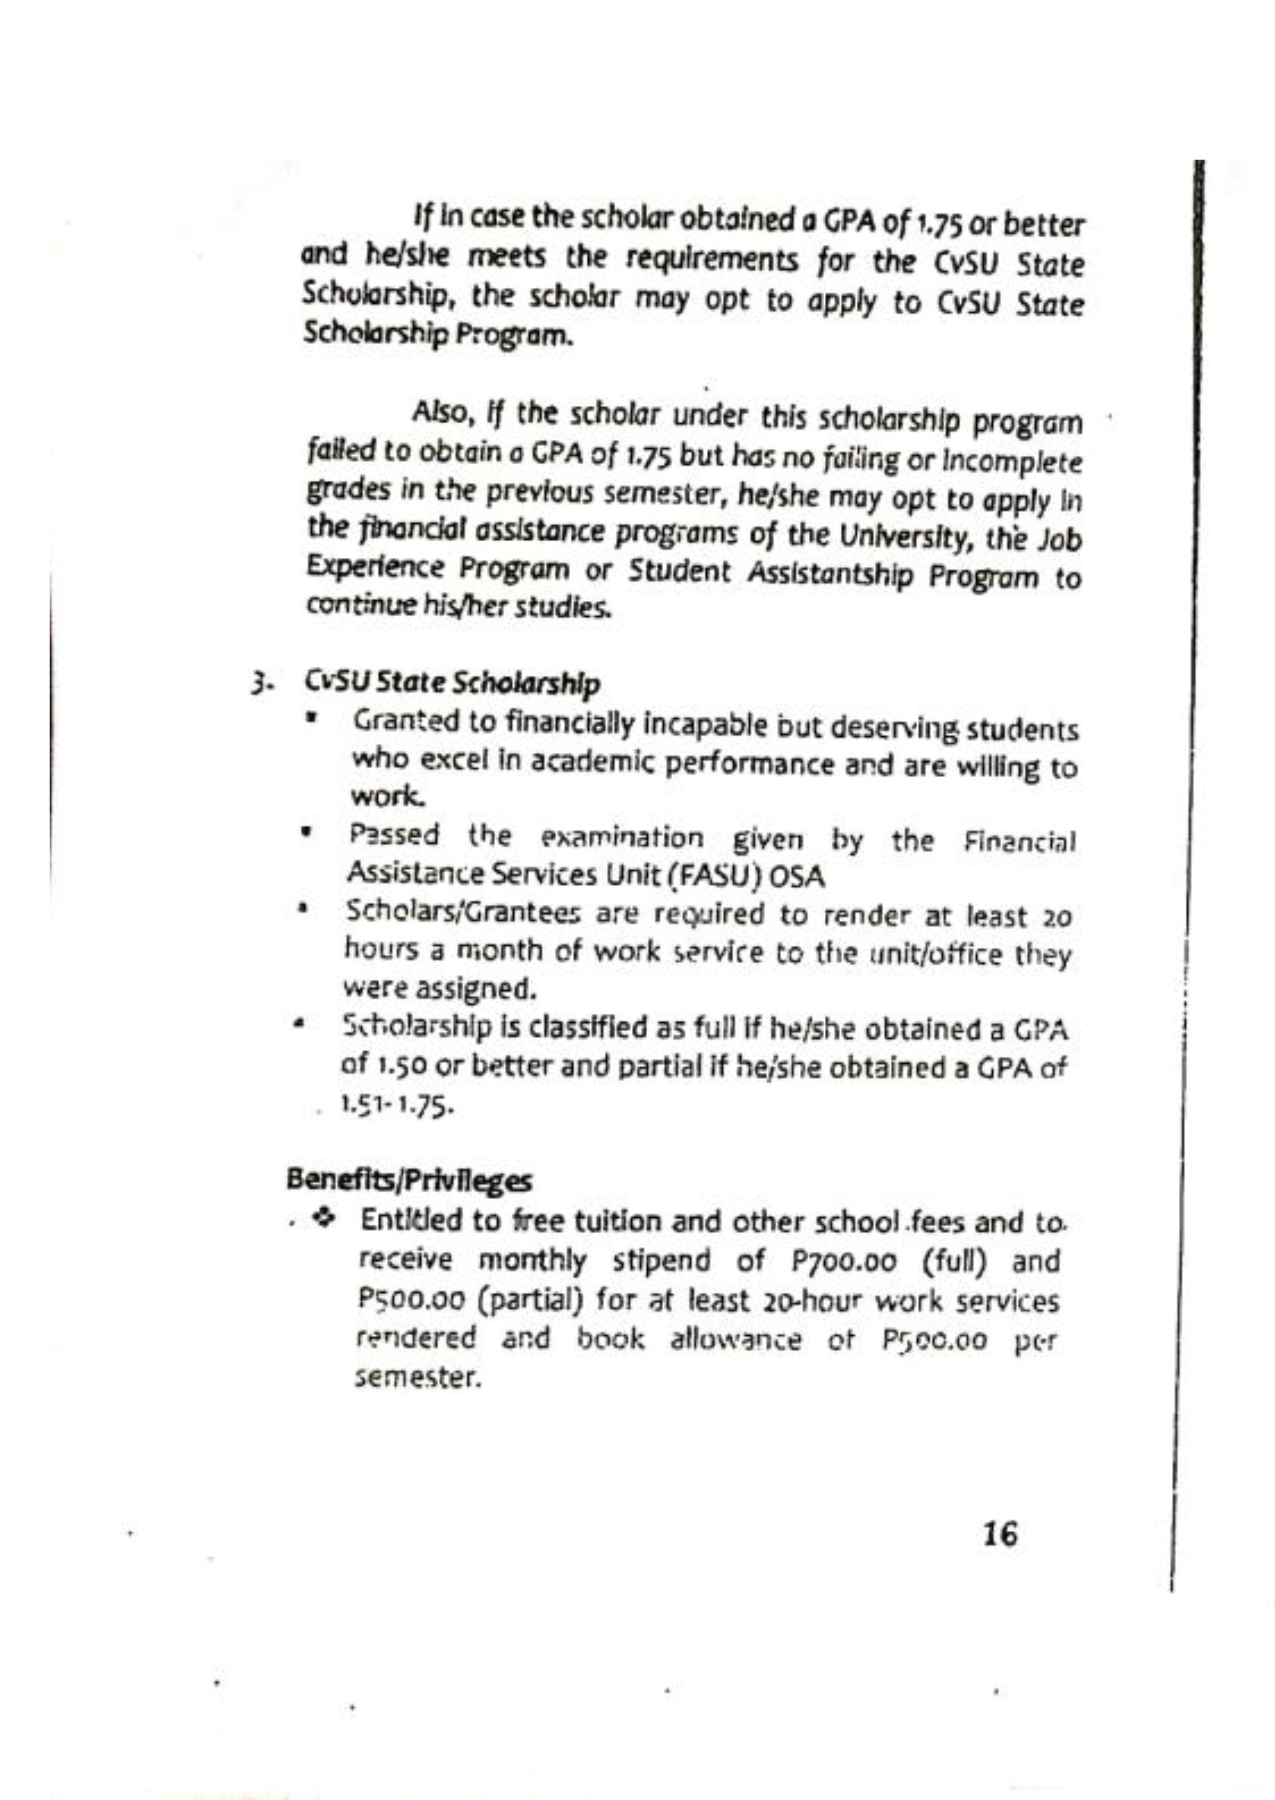 If in case the scholar obtained a GPA of 1.75 or better
and he/she meets the requirements for the CvSU State
Scholarship, the scholar may opt to apply to CvSU State
Scholarship Program.
Also, if the scholar under this scholarship program
failed to obtain a GPA of 1.75 but has no failing or incomplete
grades in the previous semester, he/she may opt to apply in
the financial assistance programs of the University, the Job
Experience Program or Student Assistantship Program to
continue his/her studies.
3. CvSU State Scholarship
▪ Granted to financially incapable but deserving students
who excel in academic performance and are willing to
work.
▪ Passed the examination given by the Financial
Assistance Services Unit (FASU) OSA
▪ Scholars/Grantees are required to render at least 20
hours a month of work service to the unit/office they
were assigned.
▪ Scholarship is classified as full if he/she obtained a GPA
of 1.50 or better and partial if he/she obtained a GPA of
1.51- 1.75.
Benefits/Privileges
❖ Entitled to free tuition and other school fees and to
receive monthly stipend of P700.00 (full) and
P500.00 (partial) for at least 20-hour work services
rendered and book allowance of P500.00 per
semester.
16